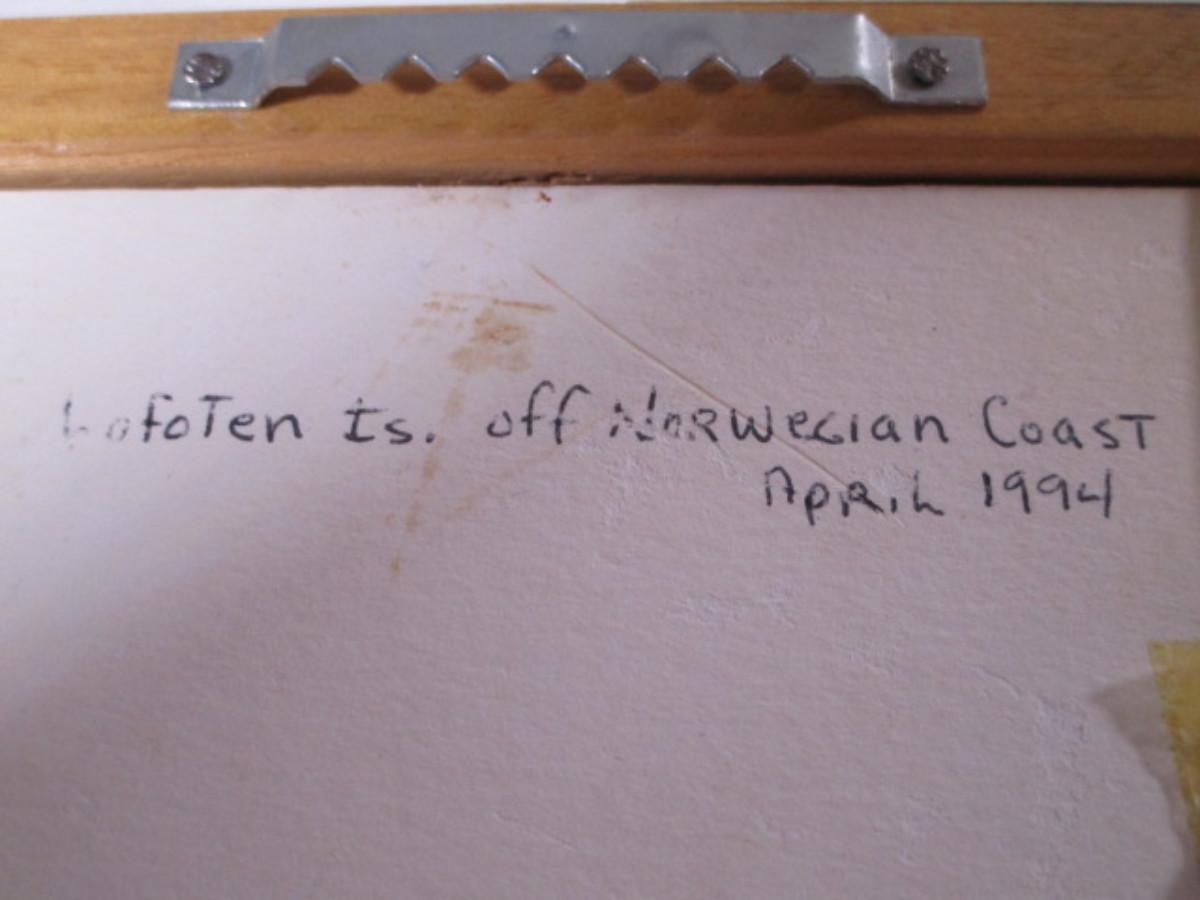 Lofoten Is. off Norwegian Coast
April 1994